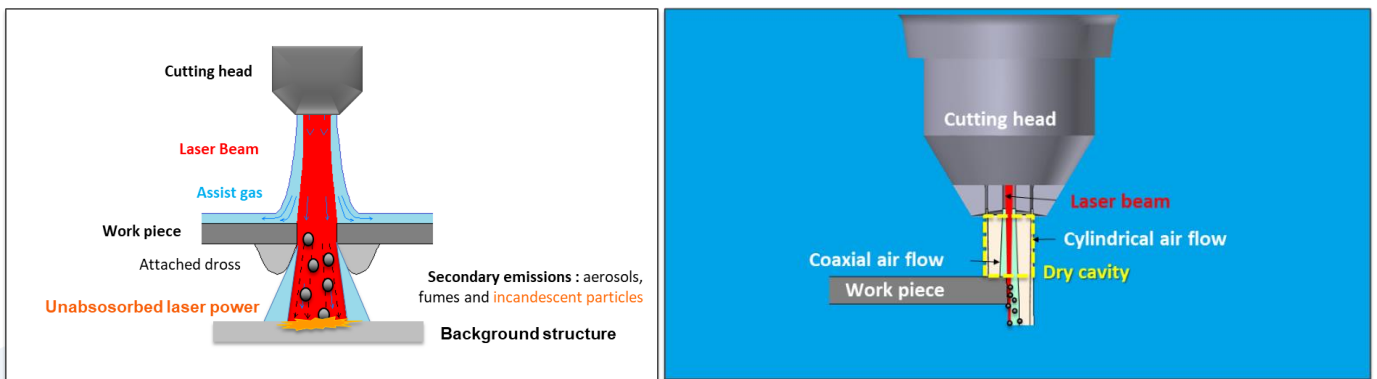 Cutting head
Laser Beam
Assist gas
Work piece
Attached dross
Secondary emissions : aerosols,
fumes and incandescent particles
Unabsosorbed laser power
Background structure
Cutting head
Laser beam
Cylindrical air flow
Coaxial air flow
Dry cavity
Work piece